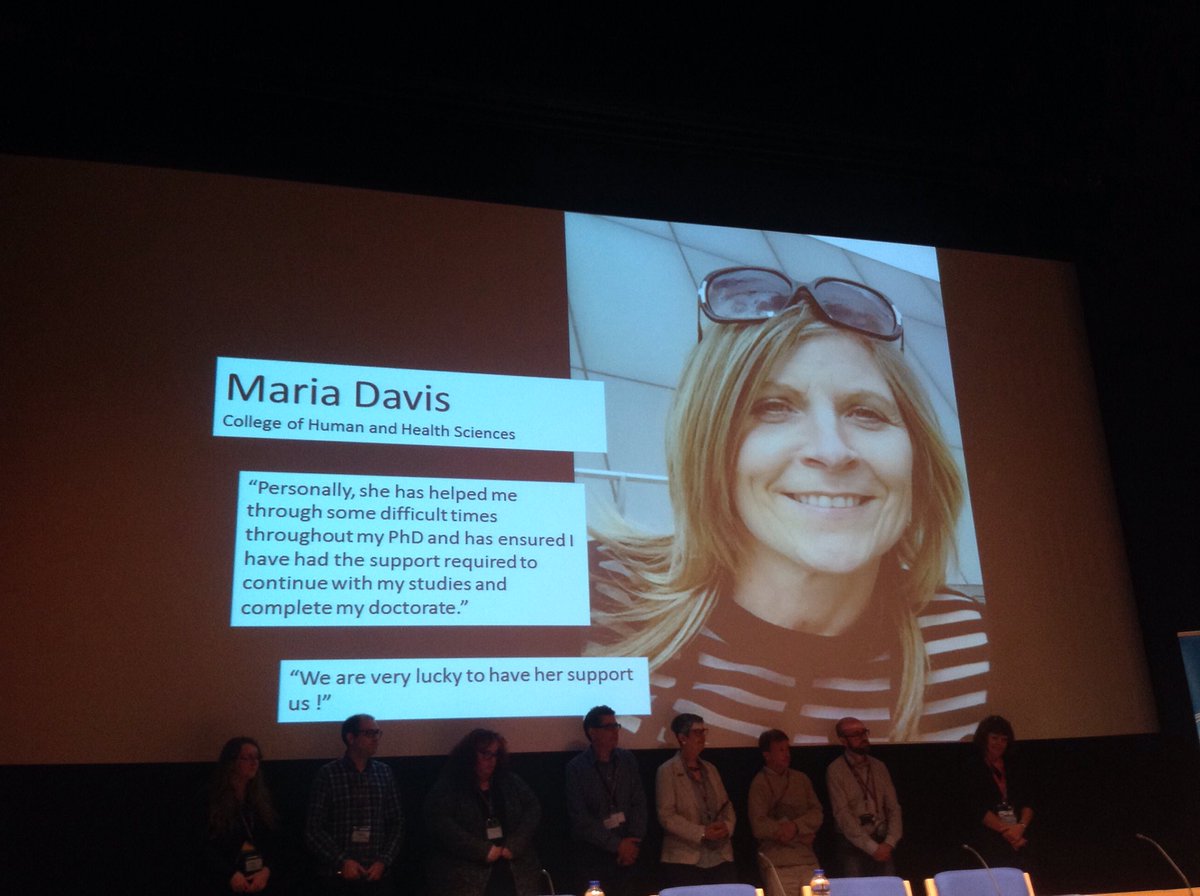 Maria Davis
College of Human and Health Sciences
“Personally, she has helped me
through some difficult times
throughout my PhD and has ensured I
have had the support required to
continue with my studies and
complete my doctorate.”
“We are very lucky to have her support
us !”